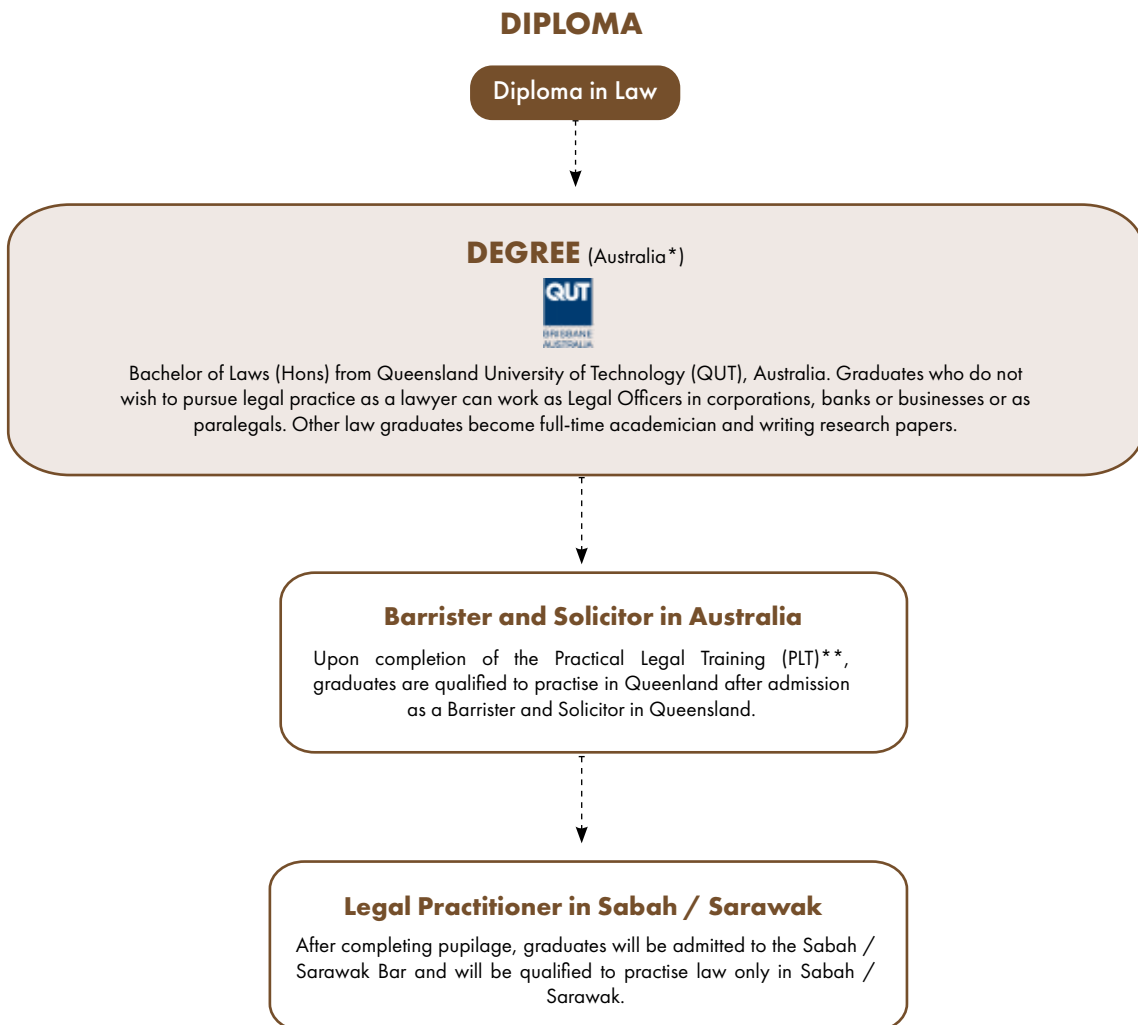 DIPLOMA
Diploma in Law
DEGREE (Australia*)
QUT
BRISBANE
AUSTRALIA
Bachelor of Laws (Hons) from Queensland University of Technology (QUT), Australia. Graduates who do not
wish to pursue legal practice as a lawyer can work as Legal Officers in corporations, banks or businesses or as
paralegals. Other law graduates become full-time academician and writing research papers.
Barrister and Solicitor in Australia
Upon completion of the Practical Legal Training (PLT)**,
graduates are qualified to practise in Queenland after admission
as a Barrister and Solicitor in Queensland.
Legal Practitioner in Sabah / Sarawak
After completing pupilage, graduates will be admitted to the Sabah /
Sarawak Bar and will be qualified to practise law only in Sabah /
Sarawak.